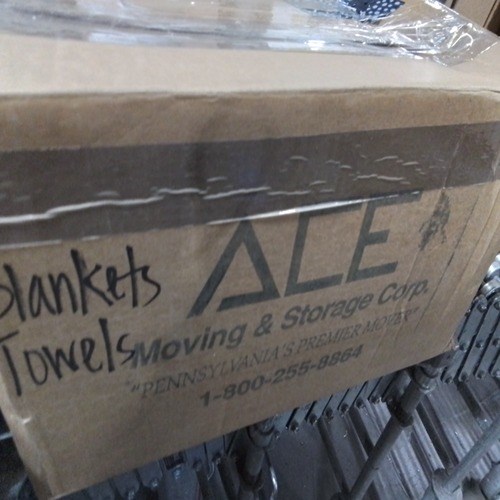 Blankets
Towels
ACE
Moving & Storage Corp.
"PENNSYLVANIA'S PREMIER MOVER"
1-800-255-8864